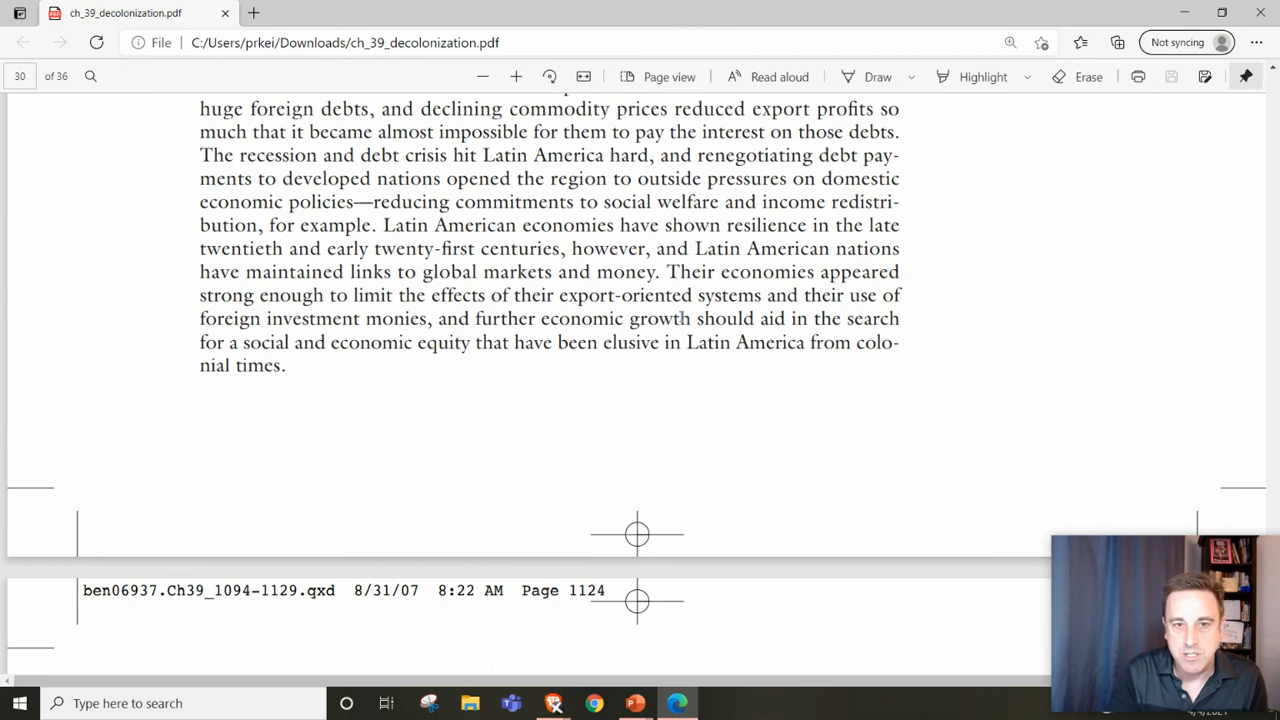 ch_39_decolonization.pdf
File C:/Users/prkei/Downloads/ch_39_decolonization.pdf Not syncing
30 of 36 Page view Read aloud Draw Highlight Erase
huge foreign debts, and declining commodity prices reduced export profits so
much that it became almost impossible for them to pay the interest on those debts.
The recession and debt crisis hit Latin America hard, and renegotiating debt pay-
ments to developed nations opened the region to outside pressures on domestic
economic policies—reducing commitments to social welfare and income redistri-
bution, for example. Latin American economies have shown resilience in the late
twentieth and early twenty-first centuries, however, and Latin American nations
have maintained links to global markets and money. Their economies appeared
strong enough to limit the effects of their export-oriented systems and their use of
foreign investment monies, and further economic growth should aid in the search
for a social and economic equity that have been elusive in Latin America from colo-
nial times.
ben06937.Ch39_1094-1129.qxd 8/31/07 8:22 AM Page 1124
Type here to search